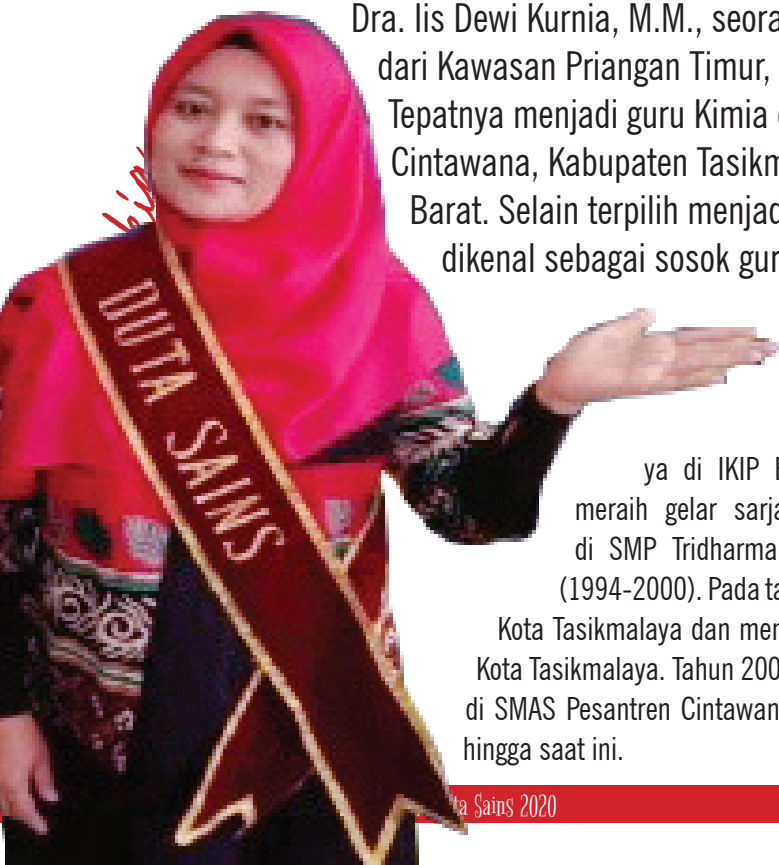 Dra. Iis Dewi Kurnia, M.M., seora
dari Kawasan Priangan Timur,
Tepatnya menjadi guru Kimia
Cintawana, Kabupaten Tasikm
Barat. Selain terpilih menjad
dikenal sebagai sosok gur
DUTA SAINS
ya di IKIP
meraih gelar sarja
di SMP Tridharma
(1994-2000). Pada ta
Kota Tasikmalaya dan mer
Kota Tasikmalaya. Tahun 200
di SMAS Pesantren Cintawan
hingga saat ini.
ta Sains 2020